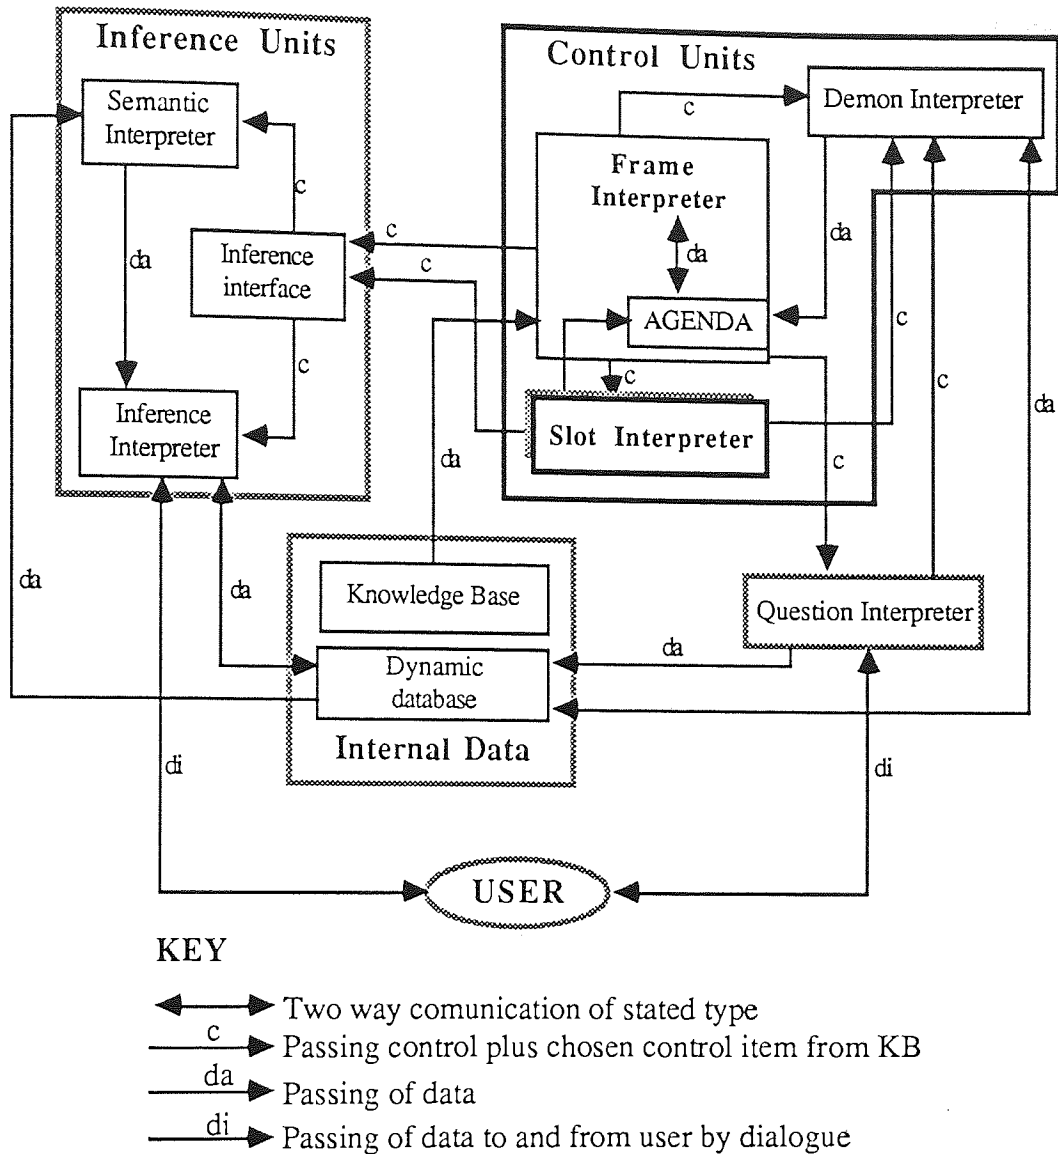 Inference Units
Semantic
Interpreter
c
da
Inference
interface
c
Inference
Interpreter
Control Units
Demon Interpreter
c
Frame
Interpreter
da
da
AGENDA
c
c
c
Slot Interpreter
c
c
c
da
da
da
da
Knowledge Base
Dynamic
database
Internal Data
Question Interpreter
da
di
di
USER
KEY
Two way comunication of stated type
c
Passing control plus chosen control item from KB
da
Passing of data
di
Passing of data to and from user by dialogue